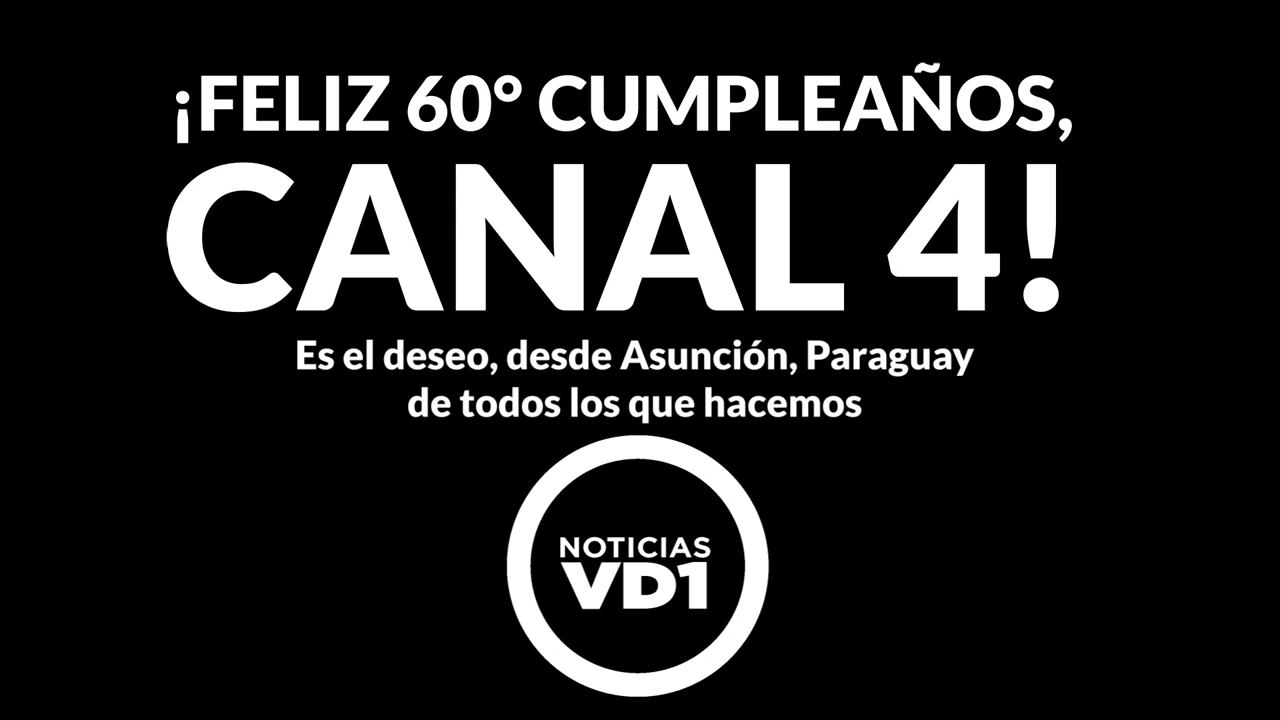 ¡FELIZ 60° CUMPLEAÑOS,
CANAL 4!
Es el deseo, desde Asunción, Paraguay
de todos los que hacemos
NOTICIAS
VD1